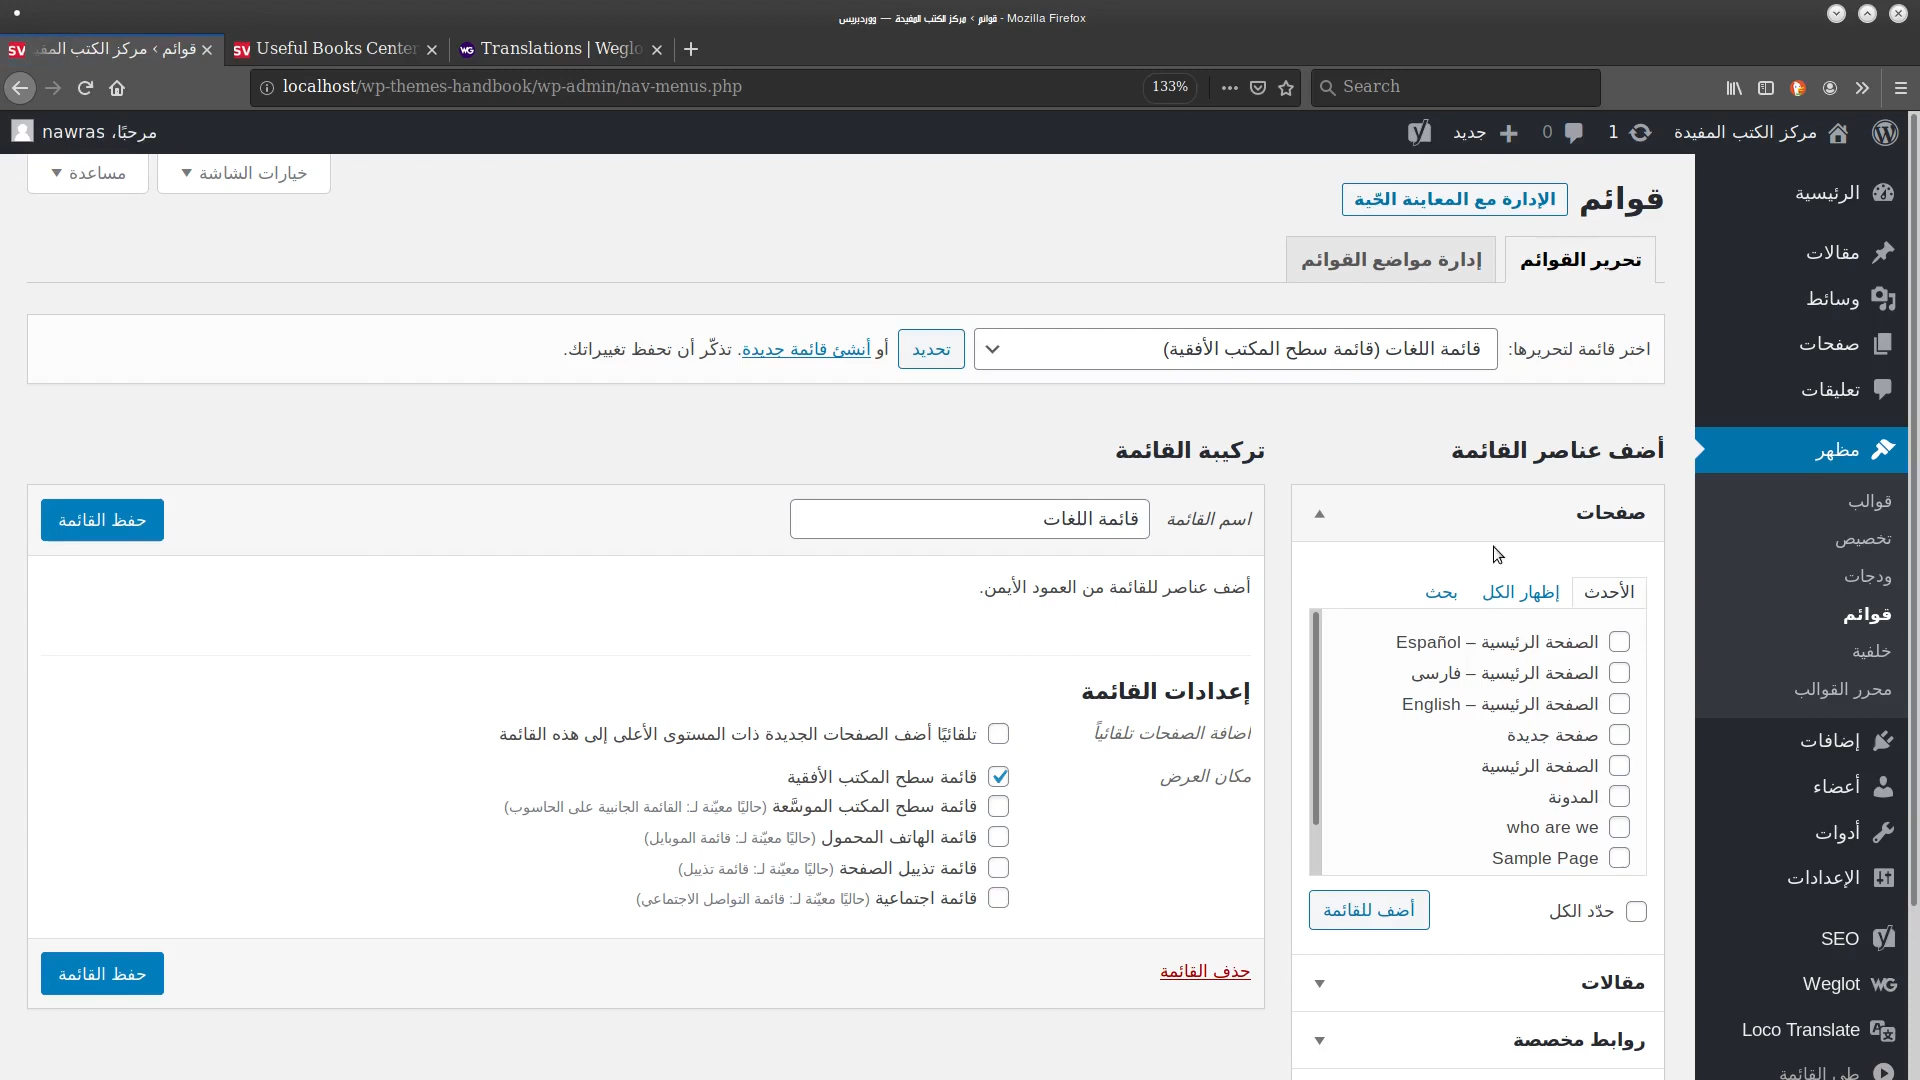 قوائم ‹ مركز الكتب المفيدة — ووردبريس - Mozilla Firefox
قوائم ‹ مركز الكتب المف
Useful Books Center
Translations | Weglo
localhost/wp-themes-handbook/wp-admin/nav-menus.php
133%
Search
مركز الكتب المفيدة
1
0
جديد
مرحبًا، nawras
خيارات الشاشة
مساعدة
قوائم
الإدارة مع المعاينة الحّية
تحرير القوائم
إدارة مواضع القوائم
اختر قائمة لتحريرها:
قائمة اللغات (قائمة سطح المكتب الأفقية)
تحديد
أو أنشئ قائمة جديدة. تذكّر أن تحفظ تغييراتك.
أضف عناصر القائمة
صفحات
الأحدث
إظهار الكل
بحث
الصفحة الرئيسية – Español
الصفحة الرئيسية – فارسی
الصفحة الرئيسية – English
صفحة جديدة
الصفحة الرئيسية
المدونة
who are we
Sample Page
حدّد الكل
أضف للقائمة
مقالات
روابط مخصصة
تركيبة القائمة
اسم القائمة
قائمة اللغات
حفظ القائمة
أضف عناصر للقائمة من العمود الأيمن.
إعدادات القائمة
اضافة الصفحات تلقائياً
تلقائيًا أضف الصفحات الجديدة ذات المستوى الأعلى إلى هذه القائمة
مكان العرض
قائمة سطح المكتب الأفقية
قائمة سطح المكتب الموسَّعة (حاليًا معيّنة لـ: القائمة الجانبية على الحاسوب)
قائمة الهاتف المحمول (حاليًا معيّنة لـ: قائمة الموبايل)
قائمة تذييل الصفحة (حاليًا معيّنة لـ: قائمة تذييل)
قائمة اجتماعية (حاليًا معيّنة لـ: قائمة التواصل الاجتماعي)
حذف القائمة
حفظ القائمة
الرئيسية
مقالات
وسائط
صفحات
تعليقات
مظهر
قوالب
تخصيص
ودجات
قوائم
خلفية
محرر القوالب
إضافات
أعضاء
أدوات
الإعدادات
SEO
Weglot
Loco Translate
طي القائمة